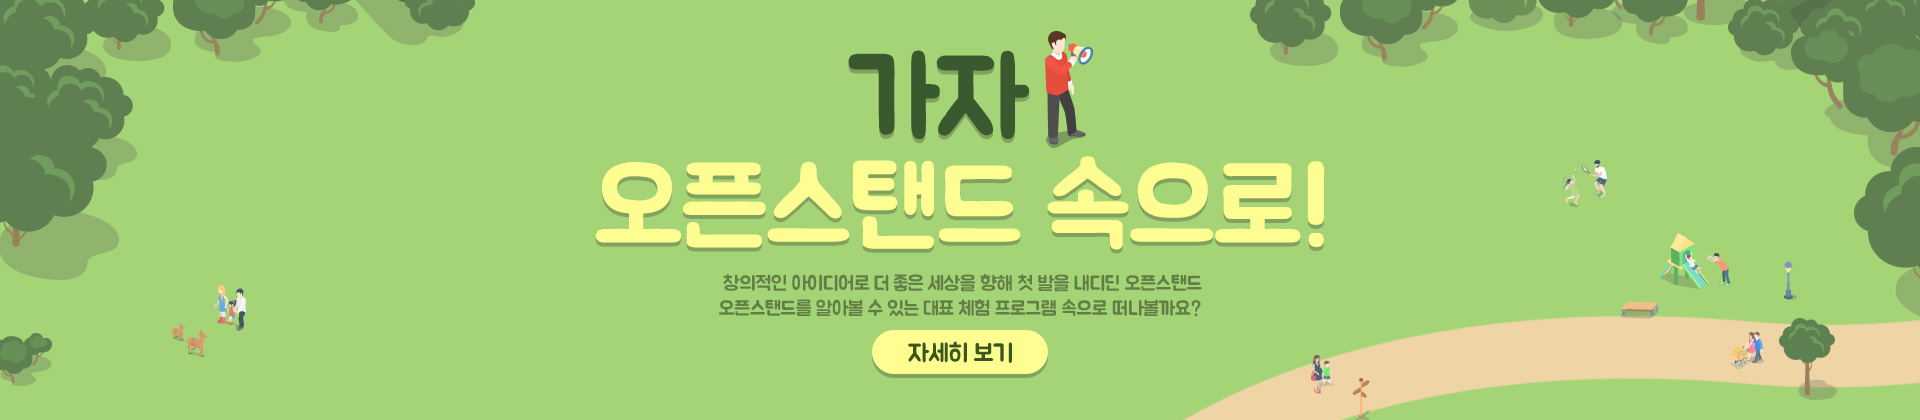 가자
오픈스탠드 속으로!
창의적인 아이디어로 더 좋은 세상을 향해 첫 발을 내디딘 오픈스탠드
오픈스탠드를 알아볼 수 있는 대표 체험 프로그램 속으로 떠나볼까요?
자세히 보기